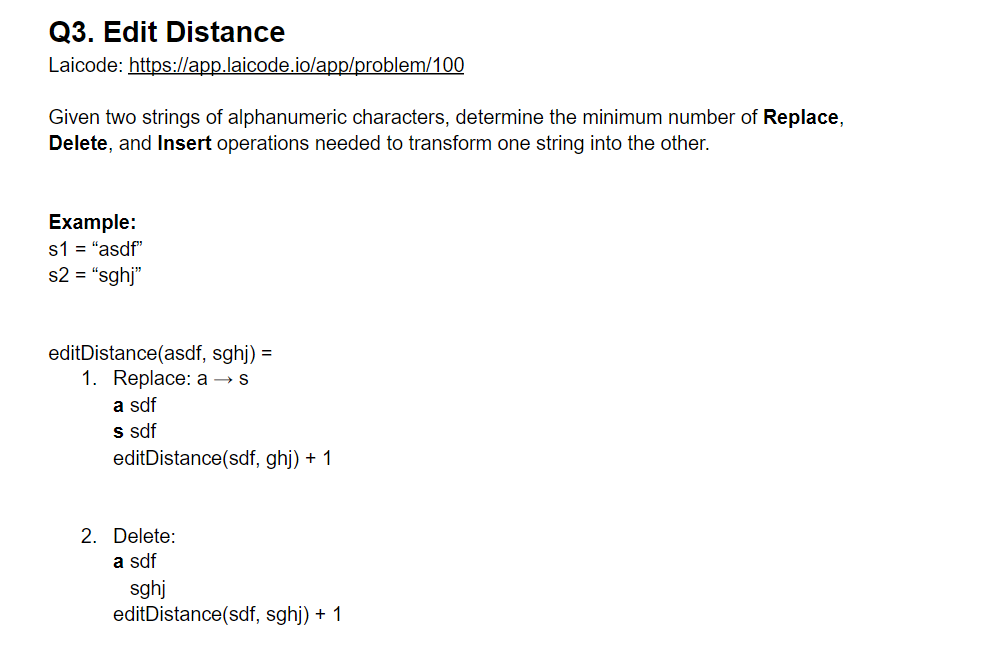 Q3. Edit Distance
Laicode: https://app.laicode.io/app/problem/100
Given two strings of alphanumeric characters, determine the minimum number of Replace,
Delete, and Insert operations needed to transform one string into the other.
Example:
s1 = “asdf”
s2 = “sghj”
editDistance(asdf, sghj) =
1. Replace: a → s
a sdf
s sdf
editDistance(sdf, ghj) + 1
2. Delete:
a sdf
sghj
editDistance(sdf, sghj) + 1